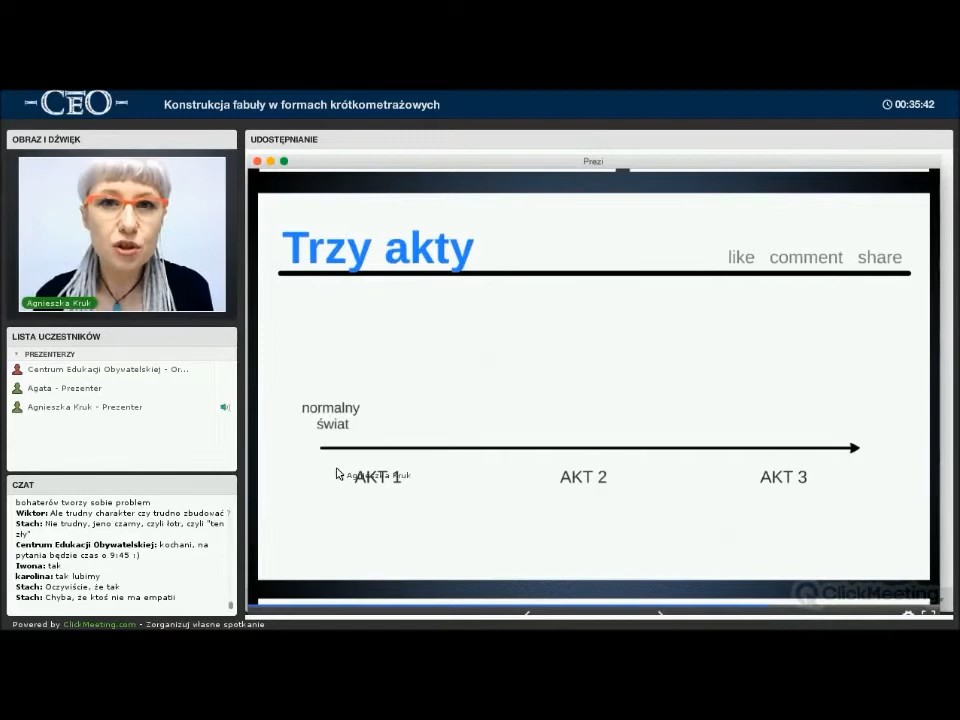 CEO
Konstrukcja fabuły w formach krótkometrażowych
00:35:42
OBRAZ I DŹWIĘK
Agnieszka Kruk
LISTA UCZESTNIKÓW
PREZENTERZY
Centrum Edukacji Obywatelskiej - Or...
Agata - Prezenter
Agnieszka Kruk - Prezenter
CZAT
bohaterów tworzy sobie problem
Wiktor: Ale trudny charakter czy trudno zbudować ?
Stach: Nie trudny, jeno czarny, czyli łotr, czyli "ten
zły"
Centrum Edukacji Obywatelskiej: kochani, na
pytania będzie czas o 9:45 :)
Iwona: tak
karolina: tak lubimy
Stach: Oczywiście, że tak
Stach: Chyba, że ktoś nie ma empatii
UDOSTĘPNIANIE
Prezi
Trzy akty
like comment share
normalny
świat
AKT 1
Agnieszka Kruk
AKT 2
AKT 3
ClickMeeting
Powered by ClickMeeting.com - Zorganizuj własne spotkanie